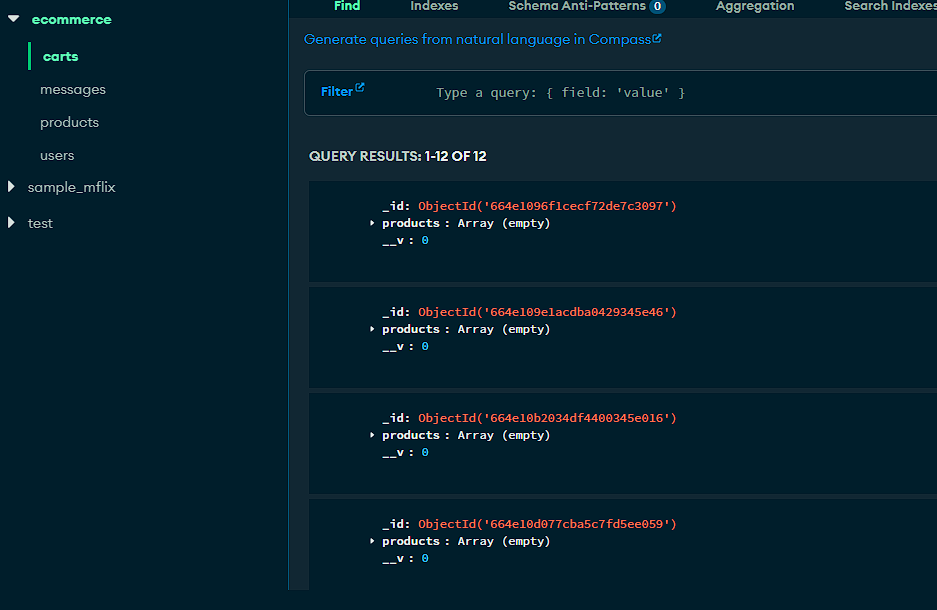 ecommerce
carts
messages
products
users
sample_mflix
test
Find Indexes Schema Anti-Patterns 0 Aggregation Search Indexes
Generate queries from natural language in Compass
Filter Type a query: { field: 'value' }
QUERY RESULTS: 1-12 OF 12
_id: ObjectId('664e1096f1cecf72de7c3097')
products : Array (empty)
__v : 0
_id: ObjectId('664e109e1acdba0429345e46')
products : Array (empty)
__v : 0
_id: ObjectId('664e10b2034df4400345e016')
products : Array (empty)
__v : 0
_id: ObjectId('664e10d077cba5c7fd5ee059')
products : Array (empty)
__v : 0